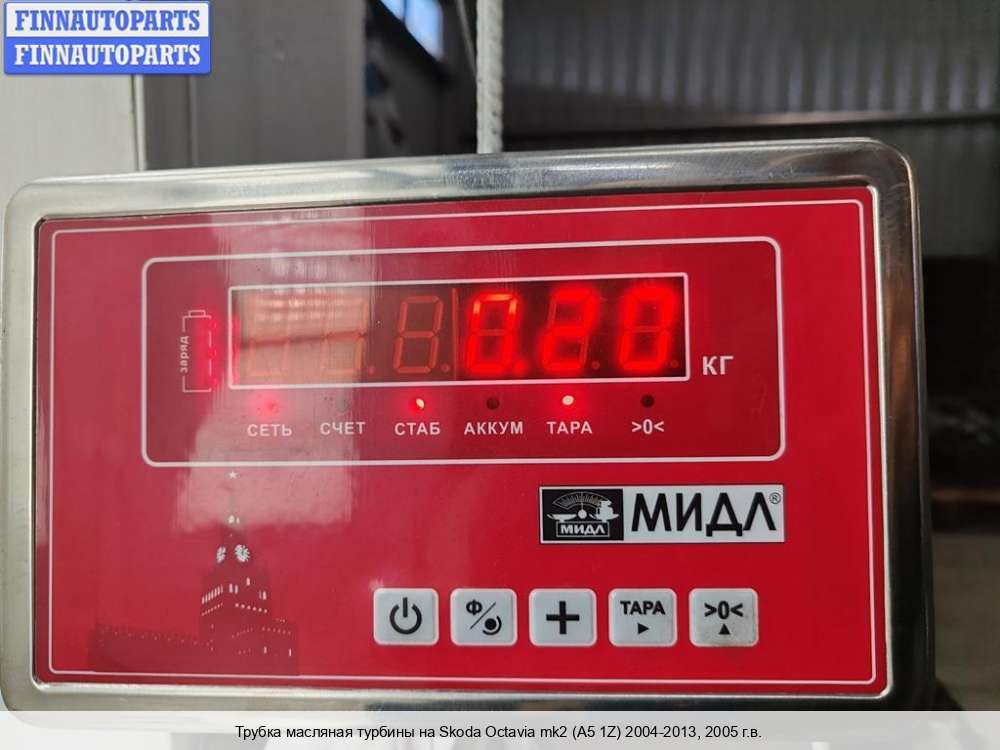 FINNAUTOPARTS
FINNAUTOPARTS
заряд
0.20
КГ
СЕТЬ СЧЕТ СТАБ АККУМ ТАРА >0<
МИДЛ МИДЛ®
Ф ТАРА >0<
Трубка масляная турбины на Skoda Octavia mk2 (A5 1Z) 2004-2013, 2005 г.в.